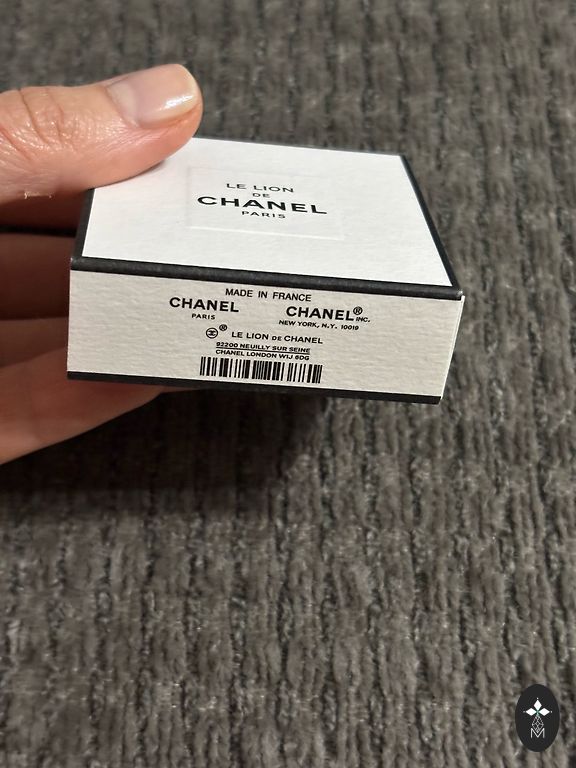 LE LION
DE
CHANEL
PARIS
MADE IN FRANCE
CHANEL
PARIS
CHANEL® INC.
NEW YORK, N.Y. 10019
® LE LION DE CHANEL
92200 NEUILLY SUR SEINE
CHANEL LONDON W1J 6DG
M